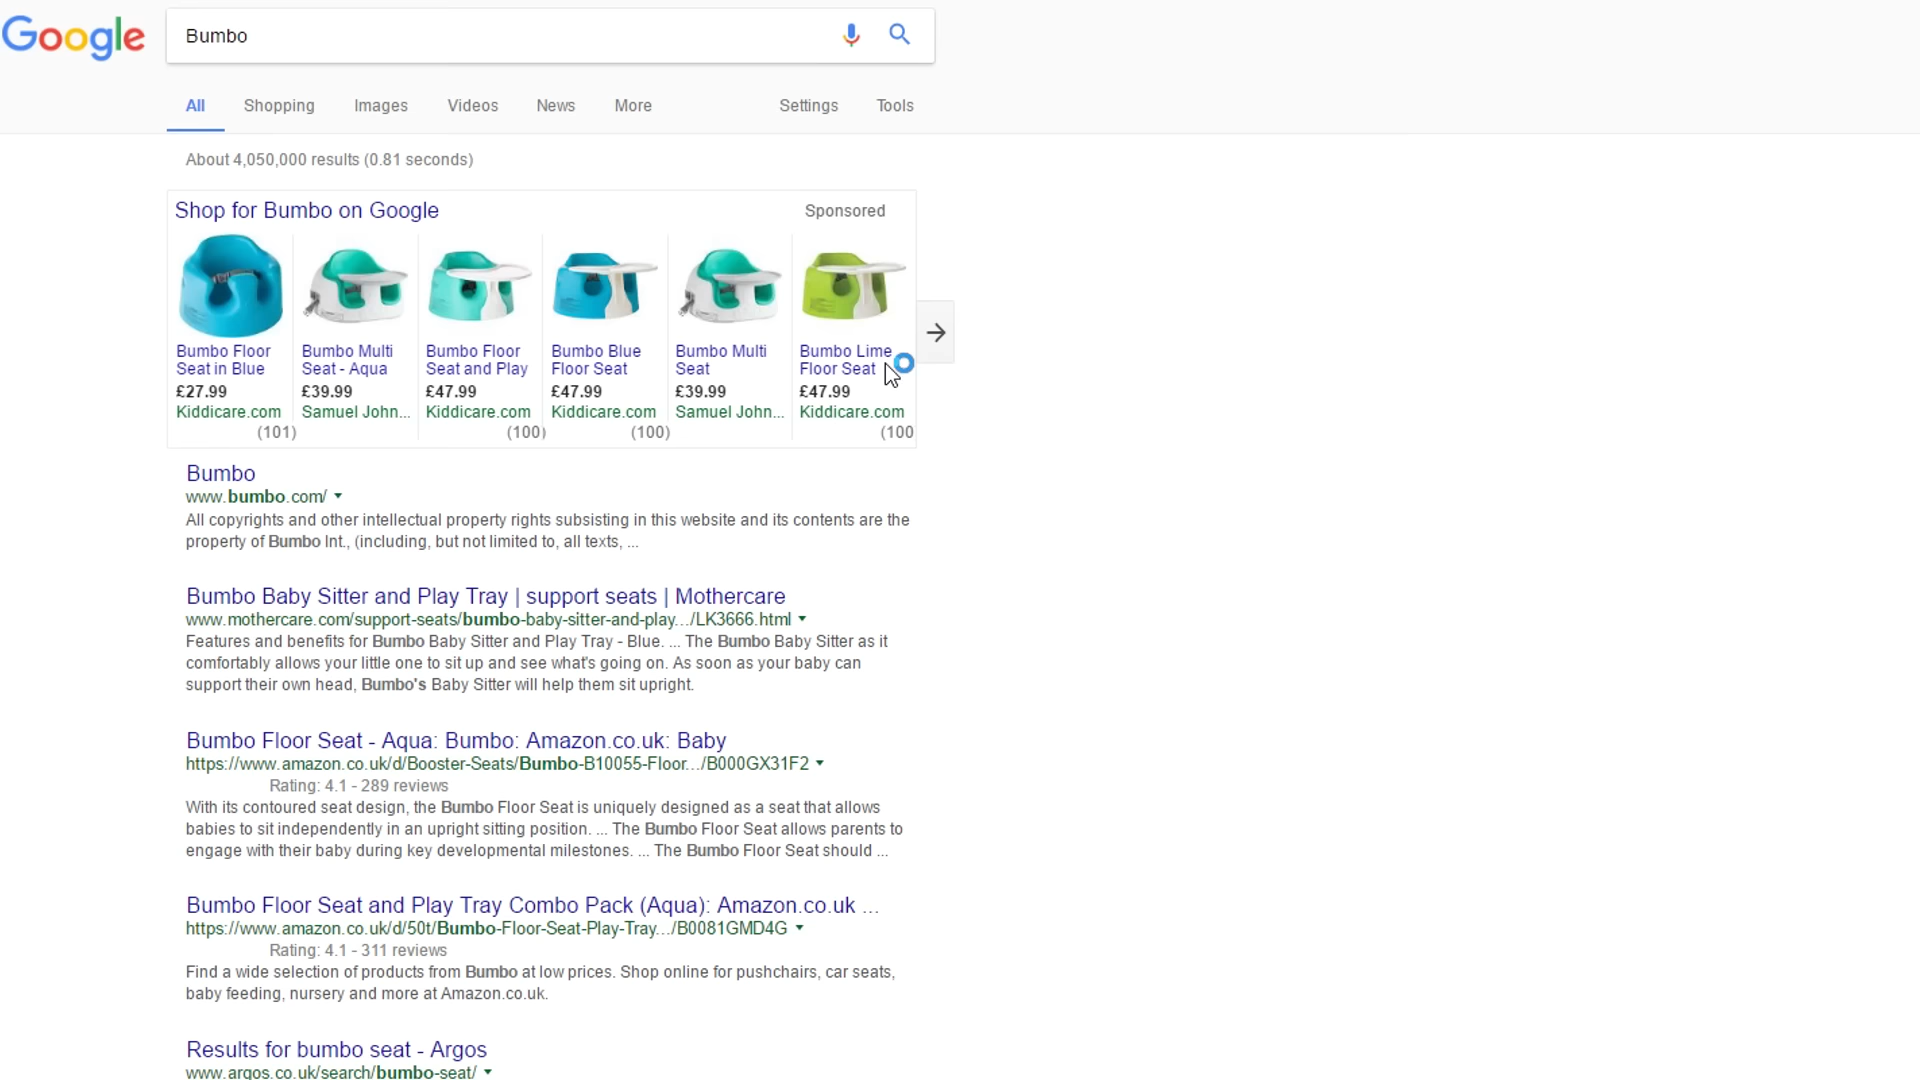 Google
Bumbo
All Shopping Images Videos News More Settings Tools
About 4,050,000 results (0.81 seconds)
Shop for Bumbo on Google
Sponsored
Bumbo Floor
Seat in Blue
£27.99
Kiddicare.com
(101)
Bumbo Multi
Seat - Aqua
£39.99
Samuel John...
Bumbo Floor
Seat and Play
£47.99
Kiddicare.com
(100)
Bumbo Blue
Floor Seat
£47.99
Kiddicare.com
(100)
Bumbo Multi
Seat
£39.99
Samuel John...
Bumbo Lime
Floor Seat
£47.99
Kiddicare.com
(100
Bumbo
www.bumbo.com/
All copyrights and other intellectual property rights subsisting in this website and its contents are the
property of Bumbo Int., (including, but not limited to, all texts, ...
Bumbo Baby Sitter and Play Tray | support seats | Mothercare
www.mothercare.com/support-seats/bumbo-baby-sitter-and-play.../LK3666.html
Features and benefits for Bumbo Baby Sitter and Play Tray - Blue. ... The Bumbo Baby Sitter as it
comfortably allows your little one to sit up and see what's going on. As soon as your baby can
support their own head, Bumbo's Baby Sitter will help them sit upright.
Bumbo Floor Seat - Aqua: Bumbo: Amazon.co.uk: Baby
https://www.amazon.co.uk/d/Booster-Seats/Bumbo-B10055-Floor.../B000GX31F2
Rating: 4.1 - 289 reviews
With its contoured seat design, the Bumbo Floor Seat is uniquely designed as a seat that allows
babies to sit independently in an upright sitting position. ... The Bumbo Floor Seat allows parents to
engage with their baby during key developmental milestones. ... The Bumbo Floor Seat should ...
Bumbo Floor Seat and Play Tray Combo Pack (Aqua): Amazon.co.uk ...
https://www.amazon.co.uk/d/50t/Bumbo-Floor-Seat-Play-Tray.../B0081GMD4G
Rating: 4.1 - 311 reviews
Find a wide selection of products from Bumbo at low prices. Shop online for pushchairs, car seats,
baby feeding, nursery and more at Amazon.co.uk.
Results for bumbo seat - Argos
www.argos.co.uk/search/bumbo-seat/